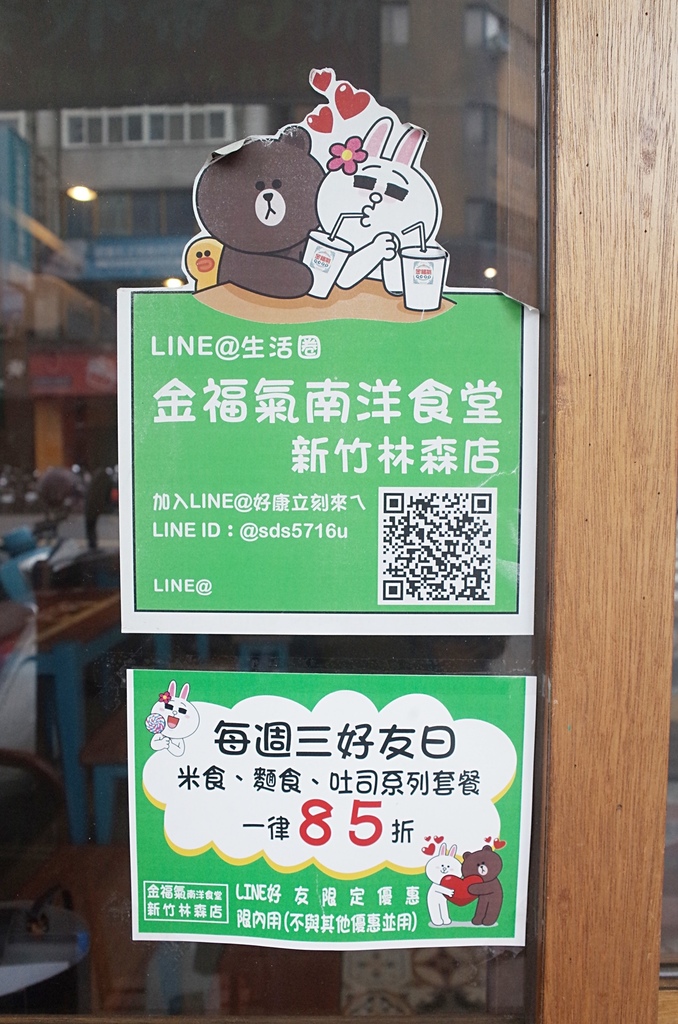 LINE@生活圈
金福氣南洋食堂
新竹林森店
加入LINE@好康立刻來ㄟ
LINE ID：@sds5716u
LINE@
每週三好友日
米食、麵食、吐司系列套餐
一律85折
金福氣南洋食堂
新竹林森店
LINE好友限定優惠
限內用(不與其他優惠並用)